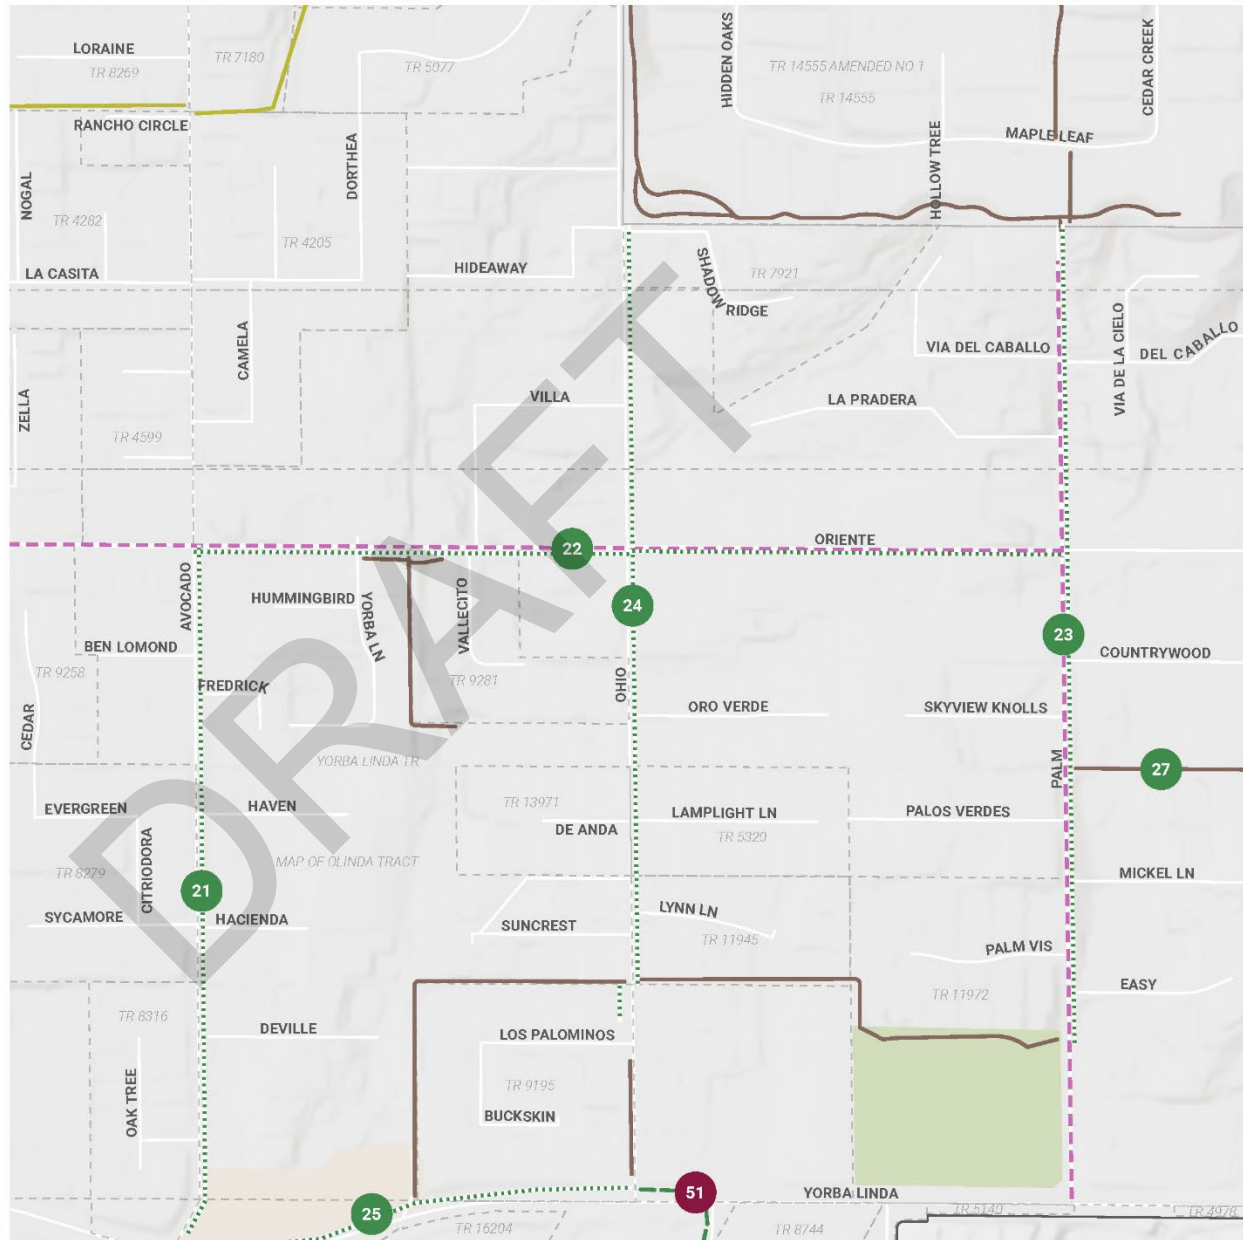 LORAINE
TR 8269
TR 7180
TR 5077
HIDDEN OAKS
TR 14555 AMENDED NO 1
TR 14555
CEDAR CREEK
RANCHO CIRCLE
MAPLE LEAF
HOLLOW TREE
NOGAL
DORTHEA
TR 4282
TR 4205
LA CASITA
HIDEAWAY
SHADOW RIDGE
TR 7921
CAMELA
VIA DEL CABALLO
VIA DE LA CIELO
DEL CABALLO
ZELLA
VILLA
LA PRADERA
TR 4599
DRAFT
22
ORIENTE
AVOCADO
HUMMINGBIRD
YORBA LN
VALLECITO
24
23
BEN LOMOND
COUNTRYWOOD
TR 9258
FREDRICK
TR 9281
OHIO
CEDAR
ORO VERDE
SKYVIEW KNOLLS
YORBA LINDA TR
PALM
27
EVERGREEN
HAVEN
TR 13971
DE ANDA
LAMPLIGHT LN
TR 5320
PALOS VERDES
CITRIODORA
MAP OF OLINDA TRACT
TR 8279
21
MICKEL LN
SYCAMORE
HACIENDA
SUNCREST
LYNN LN
TR 11945
PALM VIS
TR 8316
TR 11972
EASY
DEVILLE
LOS PALOMINOS
OAK TREE
TR 9195
BUCKSKIN
51
YORBA LINDA
25
TR 16204
TR 8744
TR 5140
TR 4978